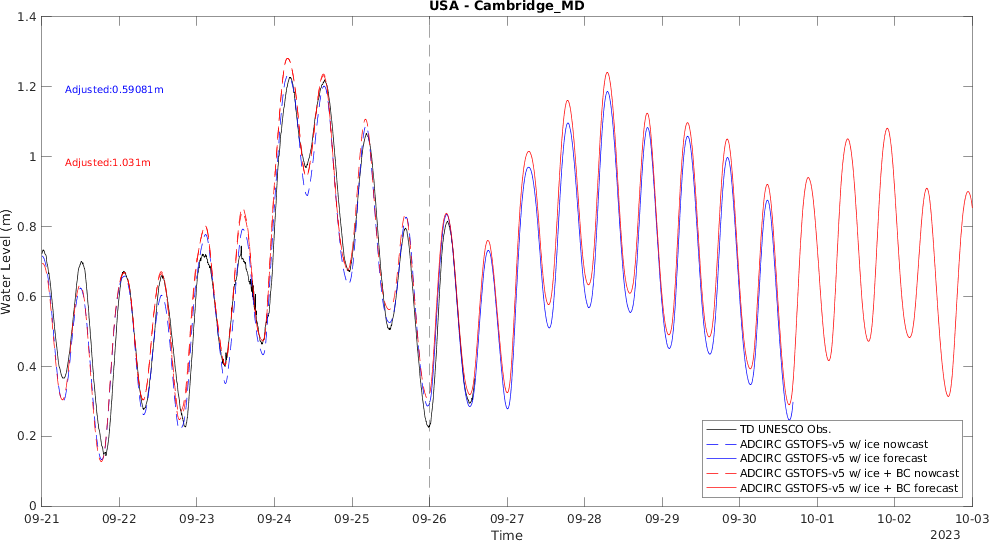 USA - Cambridge_MD
1.4
1.2
1
0.8
0.6
0.4
0.2
0
Water Level (m)
Adjusted:0.59081m
Adjusted:1.031m
TD UNESCO Obs.
ADCIRC GSTOFS-v5 w/ ice nowcast
ADCIRC GSTOFS-v5 w/ ice forecast
ADCIRC GSTOFS-v5 w/ ice + BC nowcast
ADCIRC GSTOFS-v5 w/ ice + BC forecast
09-21 09-22 09-23 09-24 09-25 09-26 09-27 09-28 09-29 09-30 10-01 10-02 10-03
Time
2023